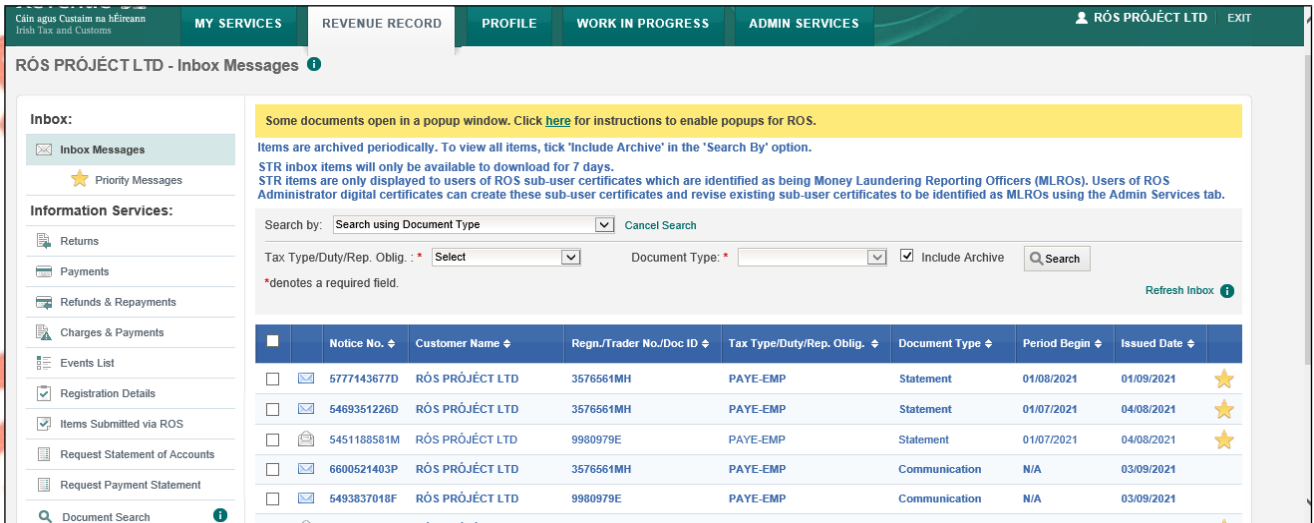 Cáin agus Custaim na hÉireann
Irish Tax and Customs
MY SERVICES
REVENUE RECORD
PROFILE
WORK IN PROGRESS
ADMIN SERVICES
RÓS PRÓJÉCT LTD
EXIT
RÓS PRÓJÉCT LTD - Inbox Messages
Inbox:
Inbox Messages
Priority Messages
Information Services:
Returns
Payments
Refunds & Repayments
Charges & Payments
Events List
Registration Details
Items Submitted via ROS
Request Statement of Accounts
Request Payment Statement
Document Search
Some documents open in a popup window. Click here for instructions to enable popups for ROS.
Items are archived periodically. To view all items, tick 'Include Archive' in the 'Search By' option.
STR inbox items will only be available to download for 7 days.
STR items are only displayed to users of ROS sub-user certificates which are identified as being Money Laundering Reporting Officers (MLROs). Users of ROS
Administrator digital certificates can create these sub-user certificates and revise existing sub-user certificates to be identified as MLROs using the Admin Services tab.
Search by: Search using Document Type Cancel Search
Tax Type/Duty/Rep. Oblig. : * Select Document Type: * Include Archive Search
*denotes a required field.
Refresh Inbox
Notice No. Customer Name Regn./Trader No./Doc ID Tax Type/Duty/Rep. Oblig. Document Type Period Begin Issued Date
5777143677D RÓS PRÓJÉCT LTD 3576561MH PAYE-EMP Statement 01/08/2021 01/09/2021
5469351226D RÓS PRÓJÉCT LTD 3576561MH PAYE-EMP Statement 01/07/2021 04/08/2021
5451188581M RÓS PRÓJÉCT LTD 9980979E PAYE-EMP Statement 01/07/2021 04/08/2021
6600521403P RÓS PRÓJÉCT LTD 3576561MH PAYE-EMP Communication N/A 03/09/2021
5493837018F RÓS PRÓJÉCT LTD 9980979E PAYE-EMP Communication N/A 03/09/2021